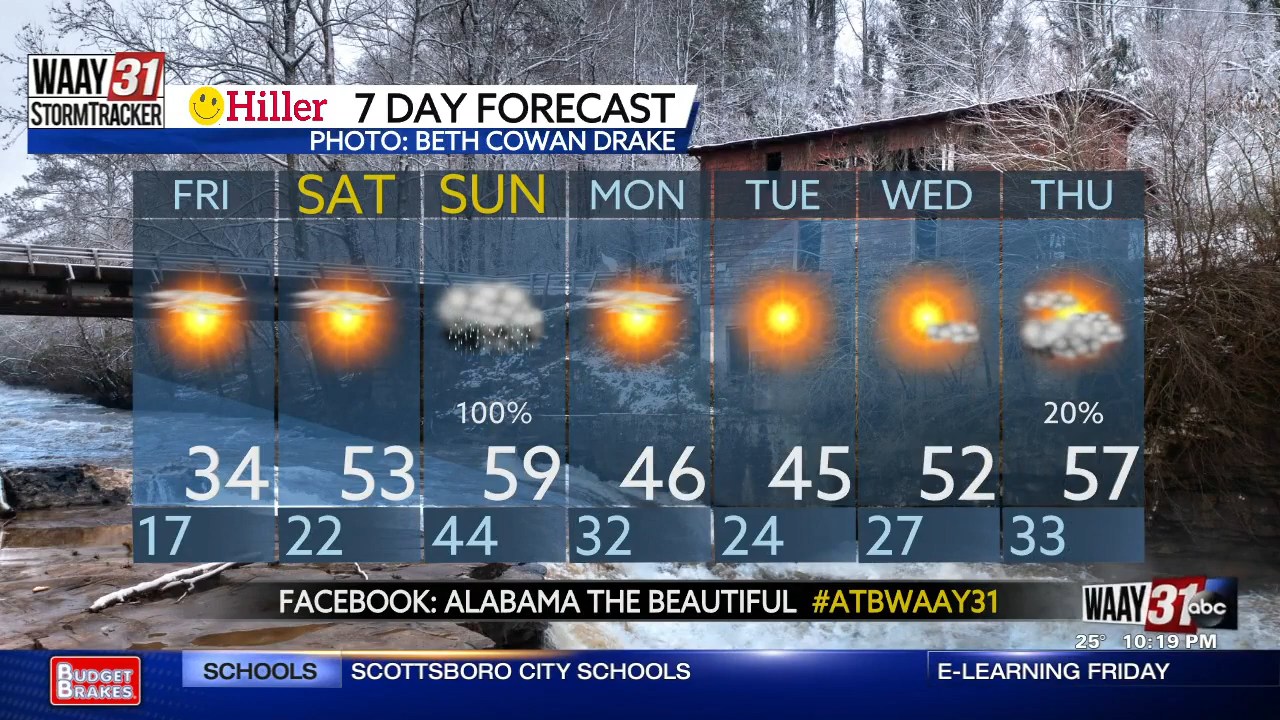 WAAY 31
STORMTRACKER
Hiller 7 DAY FORECAST
PHOTO: BETH COWAN DRAKE
FRI SAT SUN MON TUE WED THU
100% 20%
34 53 59 46 45 52 57
17 22 44 32 24 27 33
FACEBOOK: ALABAMA THE BEAUTIFUL #ATBWAAY31
WAAY 31 abc
25° 10:19 PM
BUDGET BRAKES
SCHOOLS SCOTTSBORO CITY SCHOOLS E-LEARNING FRIDAY